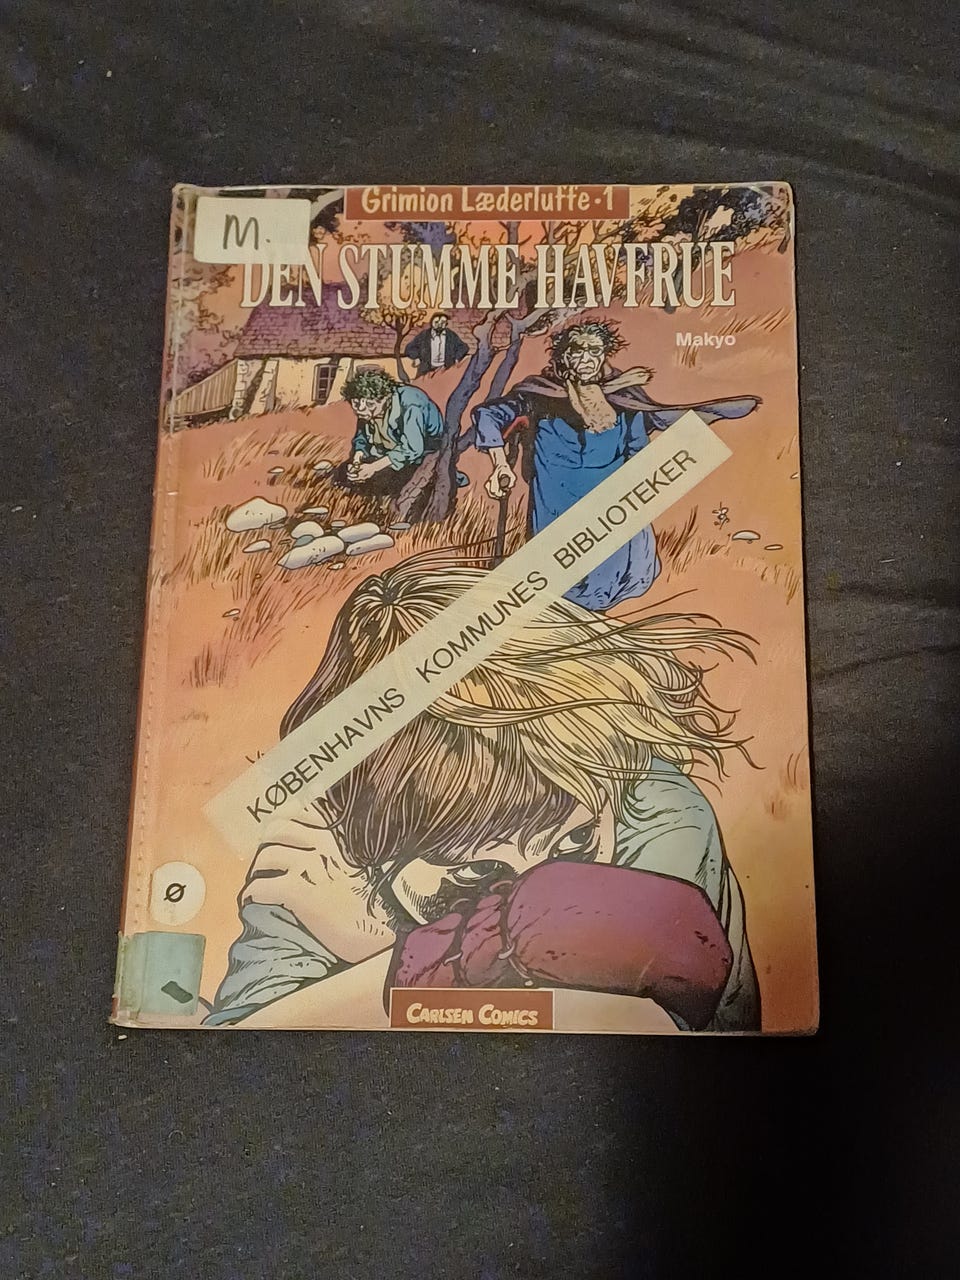 Grimion Læderluffe · 1
M.
DEN STUMME HAVFRUE
Makyo
KØBENHAVNS KOMMUNES BIBLIOTEKER
Ø
CARLSEN COMICS